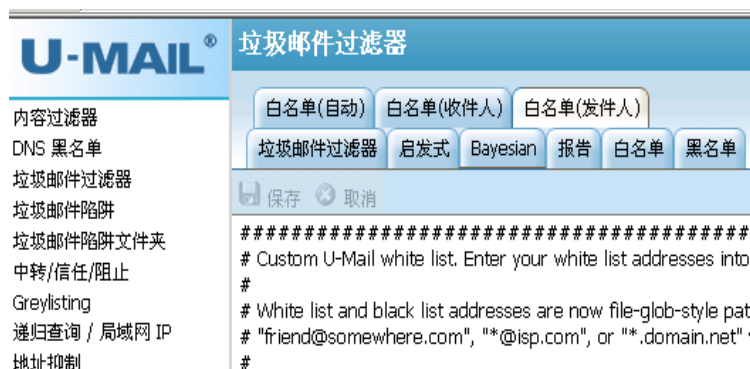 U-MAIL®
垃圾邮件过滤器
白名单(自动) 白名单(收件人) 白名单(发件人)
垃圾邮件过滤器 启发式 Bayesian 报告 白名单 黑名单
保存 取消
内容过滤器
DNS 黑名单
垃圾邮件过滤器
垃圾邮件陷阱
垃圾邮件陷阱文件夹
中转/信任/阻止
Greylisting
递归查询 / 局域网 IP
地址抑制
########################################
# Custom U-Mail white list. Enter your white list addresses into
#
# White list and black list addresses are now file-glob-style pat
# "friend@somewhere.com", "*@isp.com", or "*.domain.net"
#